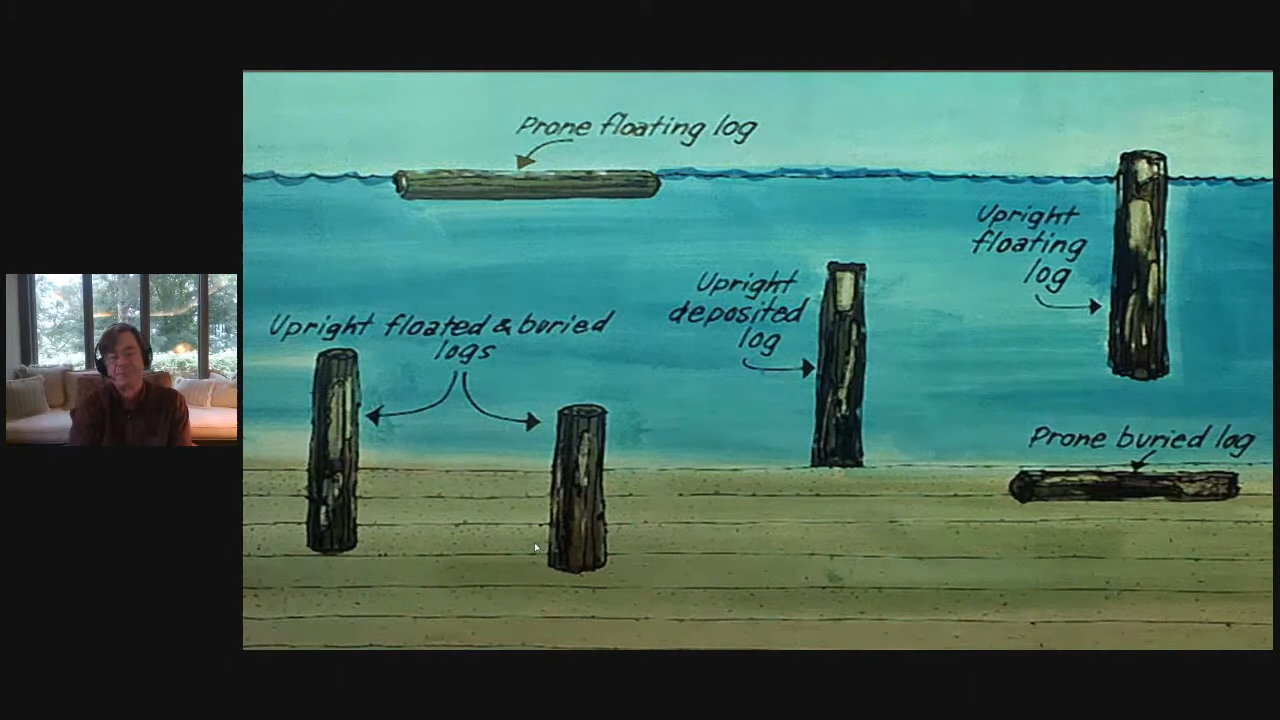 Prone floating log
Upright
floating
log
Upright
deposited
log
Upright floated & buried
logs
Prone buried log